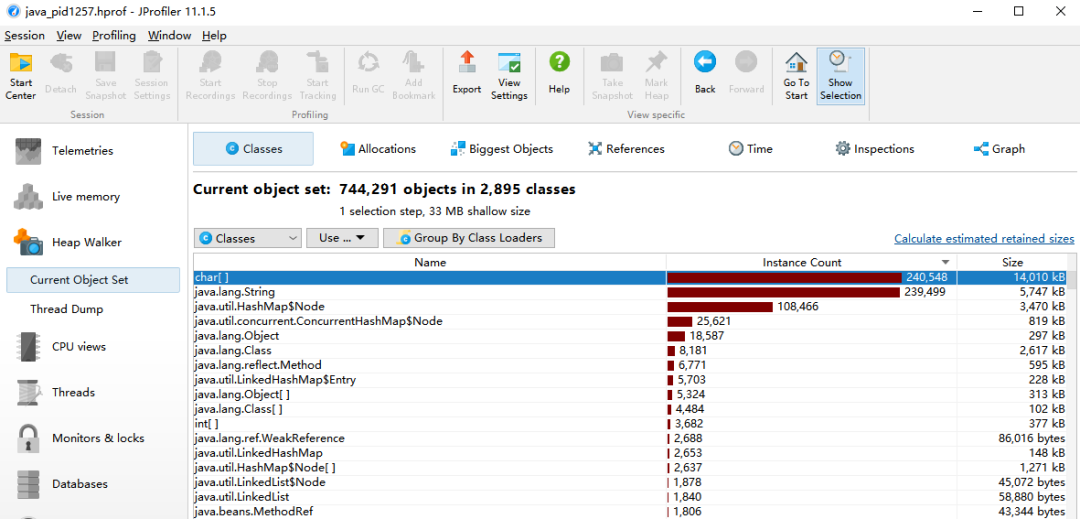 java_pid1257.hprof - JProfiler 11.1.5
Session View Profiling Window Help
Start Center
Detach
Save Snapshot
Session Settings
Start Recordings
Stop Recordings
Start Tracking
Run GC
Add Bookmark
Export
View Settings
Help
Take Snapshot
Mark Heap
Back
Forward
Go To Start
Show Selection
Session
Profiling
View specific
Telemetries
Live memory
Heap Walker
Current Object Set
Thread Dump
CPU views
Threads
Monitors & locks
Databases
Classes Allocations Biggest Objects References Time Inspections Graph
Current object set: 744,291 objects in 2,895 classes
1 selection step, 33 MB shallow size
Classes Use ... Group By Class Loaders Calculate estimated retained sizes
Name Instance Count Size
char[ ] 240,548 14,010 kB
java.lang.String 239,499 5,747 kB
java.util.HashMap$Node 108,466 3,470 kB
java.util.concurrent.ConcurrentHashMap$Node 25,621 819 kB
java.lang.Object 18,587 297 kB
java.lang.Class 8,181 2,617 kB
java.lang.reflect.Method 6,771 595 kB
java.util.LinkedHashMap$Entry 5,703 228 kB
java.lang.Object[ ] 5,324 313 kB
java.lang.Class[ ] 4,484 102 kB
int[ ] 3,682 377 kB
java.lang.ref.WeakReference 2,688 86,016 bytes
java.util.LinkedHashMap 2,653 148 kB
java.util.HashMap$Node[ ] 2,637 1,271 kB
java.util.LinkedList$Node 1,878 45,072 bytes
java.util.LinkedList 1,840 58,880 bytes
java.beans.MethodRef 1,806 43,344 bytes